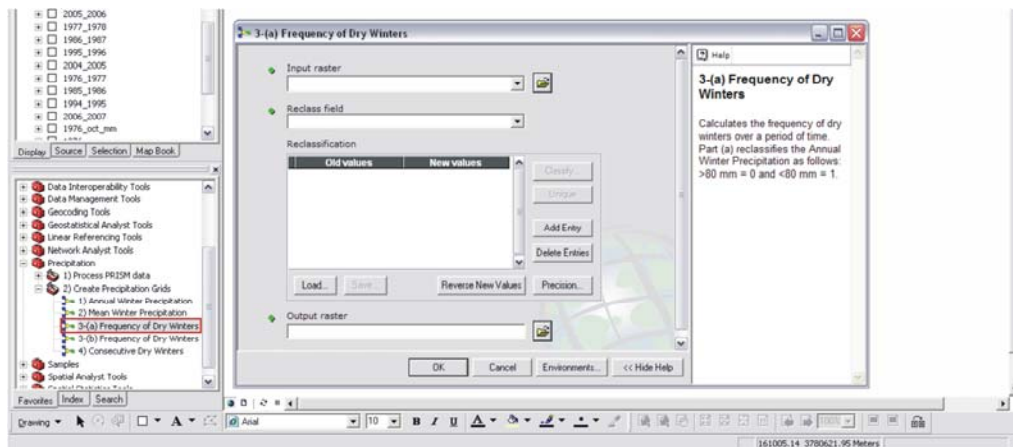 2005_2006
1977_1978
1986_1987
1995_1996
2004_2005
1976_1977
1985_1986
1994_1995
2006_2007
1976_oct_mm
Display Source Selection Map Book
Data Interoperability Tools
Data Management Tools
Geocoding Tools
Geostatistical Analyst Tools
Linear Referencing Tools
Network Analyst Tools
Precipitation
1) Process PRISM data
2) Create Precipitation Grids
1) Annual Winter Precipitation
2) Mean Winter Precipitation
3-(a) Frequency of Dry Winters
3-(b) Frequency of Dry Winters
4) Consecutive Dry Winters
Samples
Spatial Analyst Tools
Spatial Statistics Tools
Favorites Index Search
3-(a) Frequency of Dry Winters
Input raster
Reclass field
Reclassification
Old values New values
Classify...
Unique
Add Entry
Delete Entries
Load... Save... Reverse New Values Precision...
Output raster
OK Cancel Environments... << Hide Help
Help
3-(a) Frequency of Dry
Winters
Calculates the frequency of dry
winters over a period of time.
Part (a) reclassifies the Annual
Winter Precipitation as follows:
>80 mm = 0 and <80 mm = 1.
Drawing A Arial 10 B I U A
161005.14 3780621.95 Meters